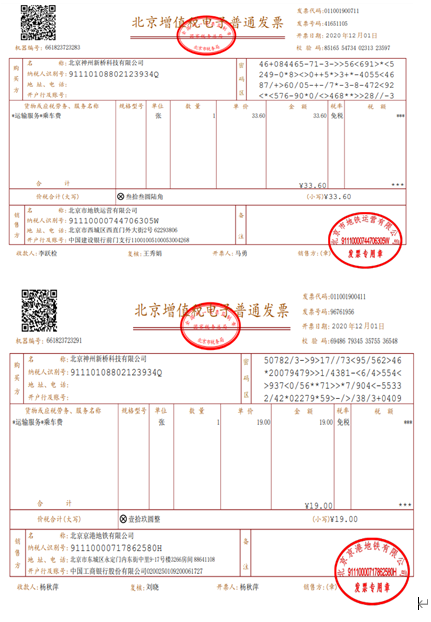 北京增值税电子普通发票
发票代码:011001900711
发票号码:41651105
开票日期:2020年12月01日
校 验 码:85165 54734 02313 23597
机器编号: 661823723283
购买方
名 称:北京神州新桥科技有限公司
纳税人识别号:91110108802123934Q
地 址、电 话:
开户行及账号:
密码区
46+084465-71-3->>56<691>*<5
249-0*8><>0++5*>3+*-4055<46
87/+>60/05-+-/7*-3-8-472<92
<*<576-90*0/<>468**>>28//-3
货物或应税劳务、服务名称 规格型号 单位 数 量 单 价 金 额 税率 税 额
*运输服务*乘车费 张 1 33.60 33.60 免税 ***
合 计 ¥33.60 ***
价税合计(大写) ⊗叁拾叁圆陆角 (小写)¥33.60
销售方
名 称:北京市地铁运营有限公司
纳税人识别号:91110000744706305W
地 址、电 话:北京市西城区西直门外大街2号 62293806
开户行及账号:中国建设银行前门支行11001005100053004268
备注
北京市地铁运营有限公司
91110000744706305W
发票专用章
收款人: 李跃检 复核: 王秀娟 开票人: 马勇 销售方:(章)
北京增值税电子普通发票
发票代码:011001900411
发票号码:96761956
开票日期:2020年12月01日
校 验 码:69486 79345 35755 36548
机器编号: 661823723291
购买方
名 称:北京神州新桥科技有限公司
纳税人识别号:91110108802123934Q
地 址、电 话:
开户行及账号:
密码区
50782/3->9>17//73<95/562>46
*20079479>>1/4381-<6/4>554<
>937<0/56**71>>*7/904<-5533
2/42*02279*59>-/>/38/3+0409
货物或应税劳务、服务名称 规格型号 单位 数 量 单 价 金 额 税率 税 额
*运输服务*乘车费 张 1 19.00 19.00 免税 ***
合 计 ¥19.00 ***
价税合计(大写) ⊗壹拾玖圆整 (小写)¥19.00
销售方
名 称:北京京港地铁有限公司
纳税人识别号:91110000717862580H
地 址、电 话:北京市东城区永定门内东街中里9-17号楼3266房间 88641108
开户行及账号:中国工商银行股份有限公司0200250109200061727
备注
北京京港地铁有限公司
91110000717862580H
发票专用章
收款人: 杨秋萍 复核: 刘晓 开票人: 杨秋萍 销售方:(章)